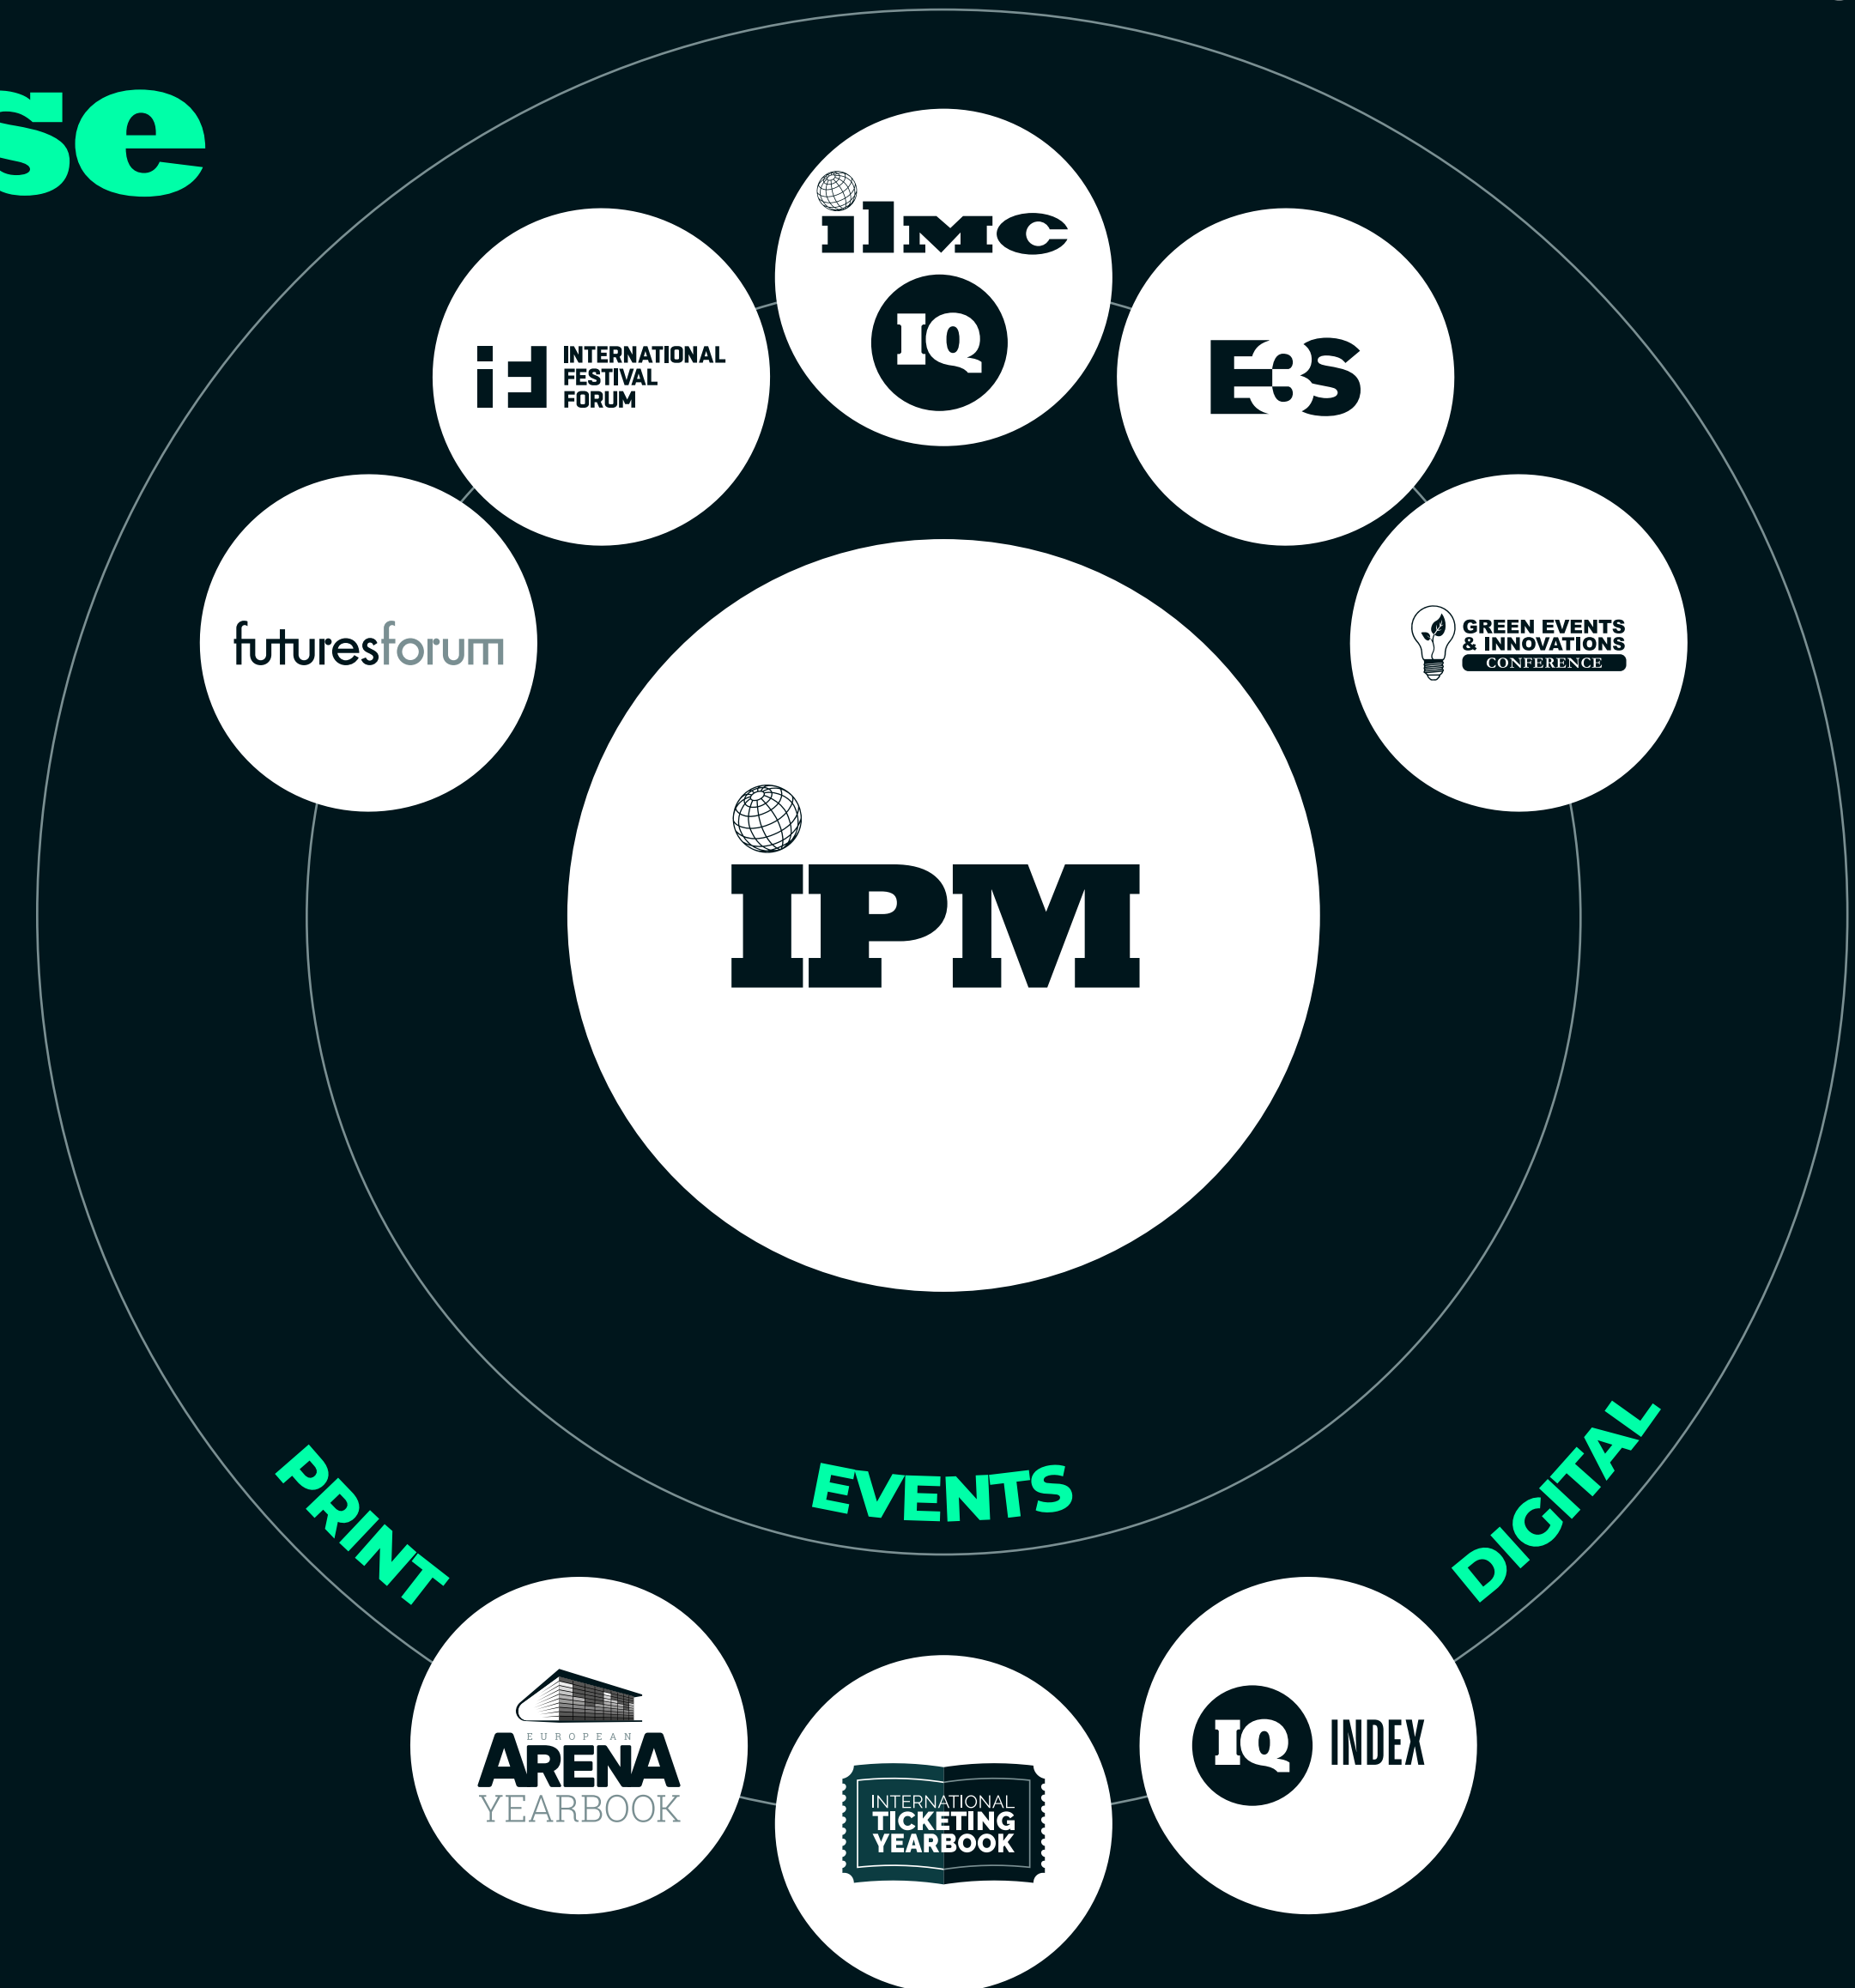 se
ilmc
IQ
INTERNATIONAL
FESTIVAL
FORUM
E3S
futuresforum
GREEN EVENTS
& INNOVATIONS
CONFERENCE
iPM
PRINT
EVENTS
DIGITAL
EUROPEAN
ARENA
YEARBOOK
INTERNATIONAL
TICKETING
YEARBOOK
IQ INDEX